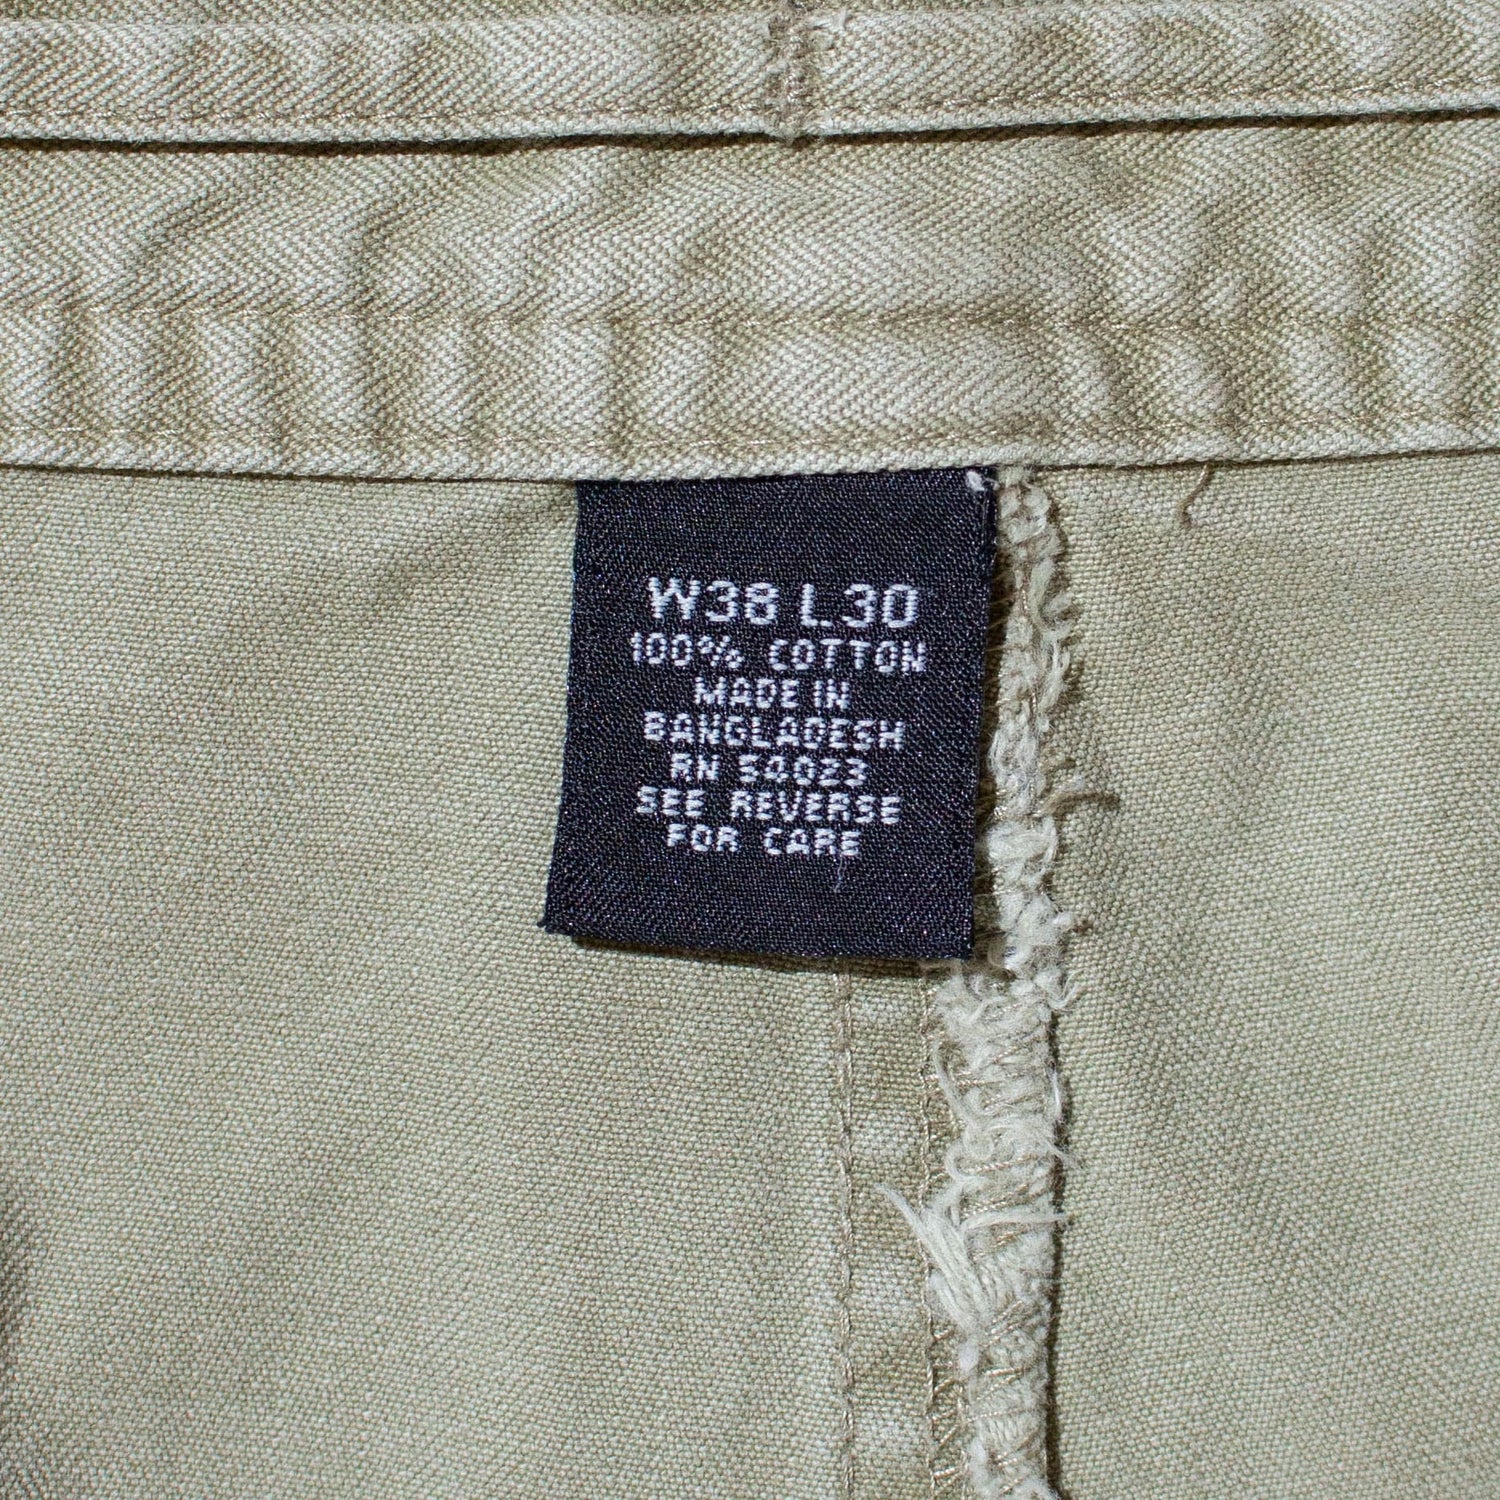 W38 L30
100% COTTON
MADE IN
BANGLADESH
RN 54023
SEE REVERSE
FOR CARE